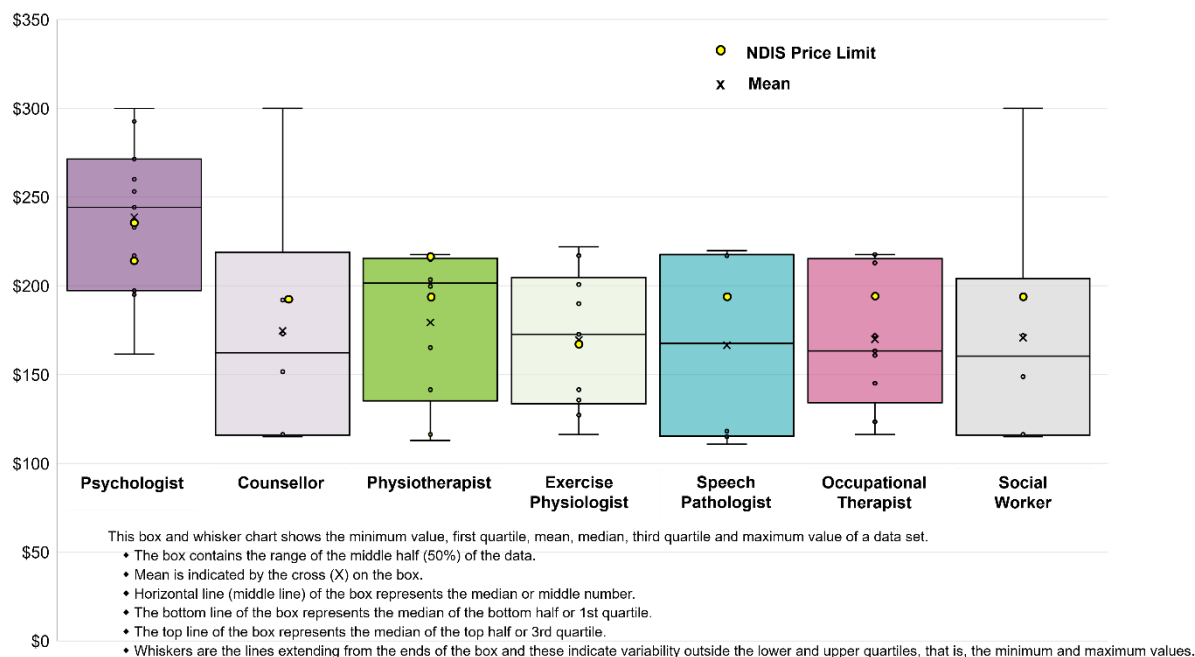 $350
NDIS Price Limit
x Mean
$300
$250
$200
$150
$100
Psychologist
Counsellor
Physiotherapist
Exercise
Physiologist
Speech
Pathologist
Occupational
Therapist
Social
Worker
This box and whisker chart shows the minimum value, first quartile, mean, median, third quartile and maximum value of a data set.
$50
◆ The box contains the range of the middle half (50%) of the data.
◆ Mean is indicated by the cross (X) on the box.
◆ Horizontal line (middle line) of the box represents the median or middle number.
◆ The bottom line of the box represents the median of the bottom half or 1st quartile.
◆ The top line of the box represents the median of the top half or 3rd quartile.
$0
◆ Whiskers are the lines extending from the ends of the box and these indicate variability outside the lower and upper quartiles, that is, the minimum and maximum values.